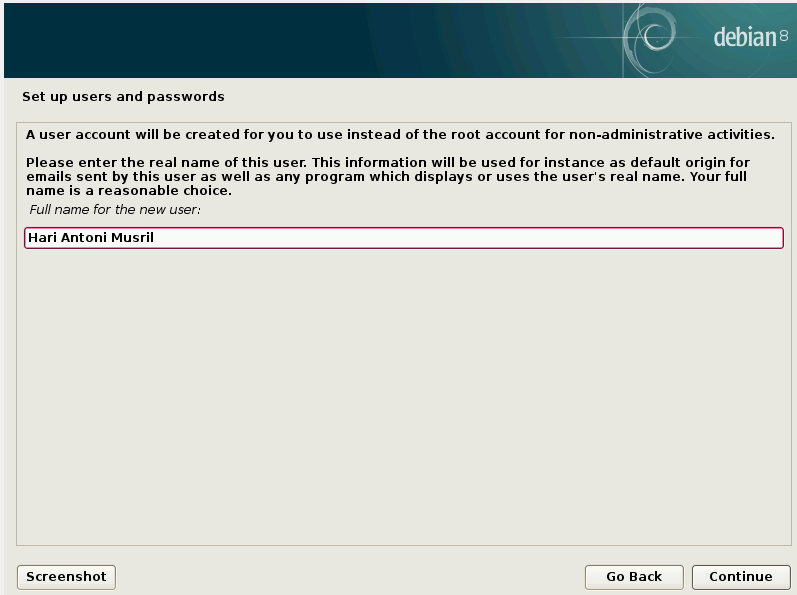 debian 8
Set up users and passwords
A user account will be created for you to use instead of the root account for non-administrative activities.
Please enter the real name of this user. This information will be used for instance as default origin for
emails sent by this user as well as any program which displays or uses the user's real name. Your full
name is a reasonable choice.
Full name for the new user:
Hari Antoni Musril
Screenshot
Go Back
Continue